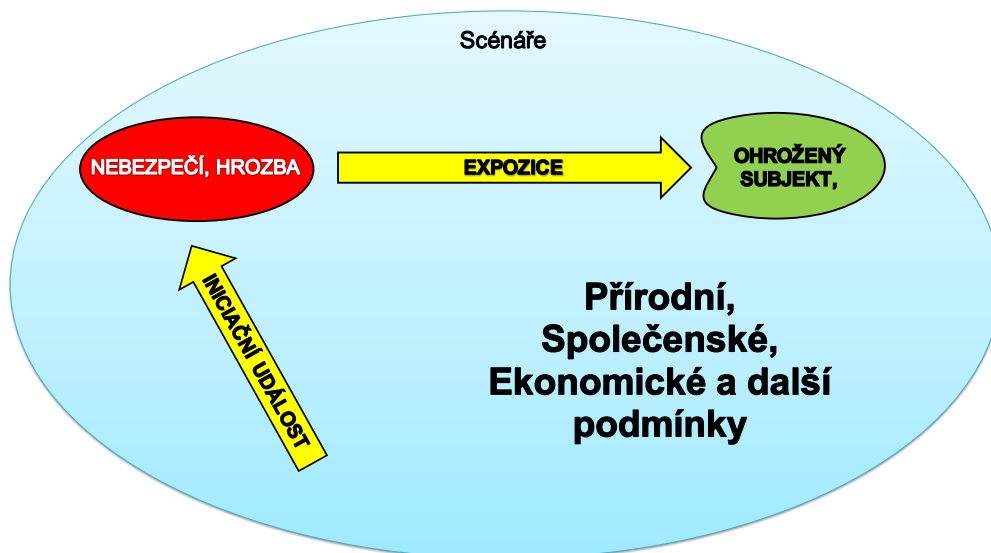 Scénáře
NEBEZPEČÍ, HROZBA
EXPOZICE
OHROŽENÝ
SUBJEKT,
INICIAČNÍ UDÁLOST
Přírodní,
Společenské,
Ekonomické a další
podmínky